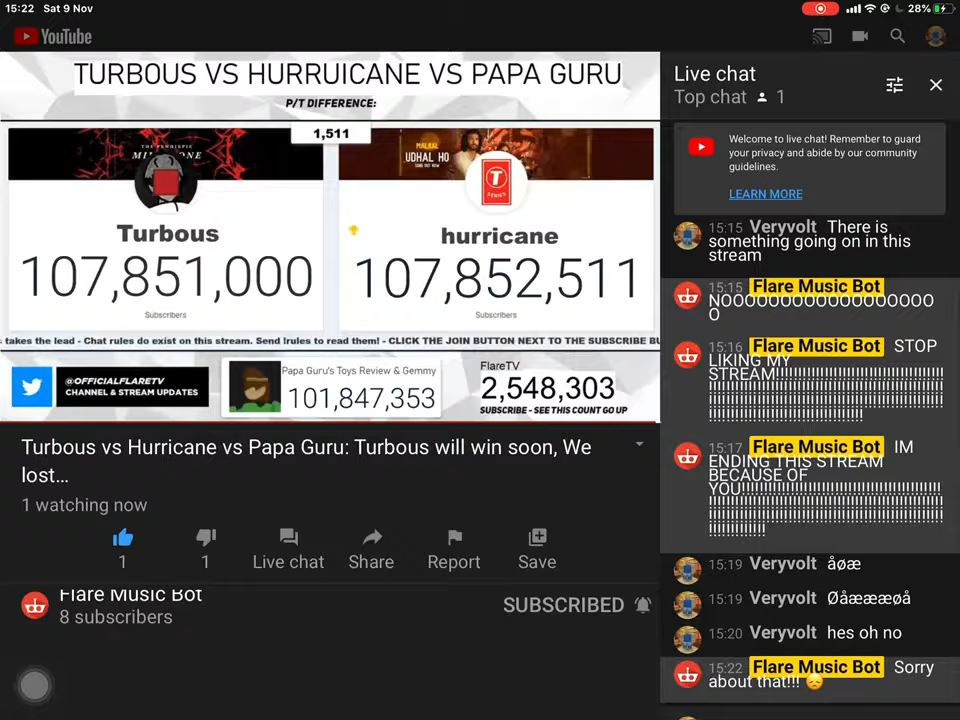 15:22 Sat 9 Nov
28%
YouTube
TURBOUS VS HURRUICANE VS PAPA GURU
P/T DIFFERENCE:
1,511
Turbous
107,851,000
Subscribers
MALHAR
UDHAL HO
T
SERIES
hurricane
107,852,511
Subscribers
takes the lead - Chat rules do exist on this stream. Send !rules to read them! - CLICK THE JOIN BUTTON NEXT TO THE SUBSCRIBE BU
@OFFICIALFLARETV
CHANNEL & STREAM UPDATES
Papa Guru's Toys Review & Gemmy
101,847,353
FlareTV
2,548,303
SUBSCRIBE - SEE THIS COUNT GO UP
Turbous vs Hurricane vs Papa Guru: Turbous will win soon, We
lost...
1 watching now
1
1
Live chat
Share
Report
Save
Flare Music Bot
8 subscribers
SUBSCRIBED
Live chat
Top chat 1
Welcome to live chat! Remember to guard
your privacy and abide by our community
guidelines.
LEARN MORE
15:15 Veryvolt There is
something going on in this
stream
15:15 Flare Music Bot
NOOOOOOOOOOOOOOOOOO
O
15:16 Flare Music Bot STOP
LIKING MY
STREAM!!!!!!!!!!!!!!!!!!!!!!!!!!!!!!!!
!!!!!!!!!!!!!!!!!!!!!!!!!!!!!!!!!!!!!!!!!!!!!
!!!!!!!!!!!!!!!!!!!!!!!!!!!!!!!!!!!!!!!!!!!!!
!!!!!!!!!!!!!!!!!!!!!!!!!!!!!
15:17 Flare Music Bot IM
ENDING THIS STREAM
BECAUSE OF
YOU!!!!!!!!!!!!!!!!!!!!!!!!!!!!!!!!!!!!!!
!!!!!!!!!!!!!!!!!!!!!!!!!!!!!!!!!!!!!!!!!!!!!
!!!!!!!!!!!!!!!!!!!!!!!!!!!!!!!!!!!!!!!!!!!!!
!!!!!!!!!!!
15:19 Veryvolt åøæ
15:19 Veryvolt Øåæææøå
15:20 Veryvolt hes oh no
15:22 Flare Music Bot Sorry
about that!!! 😞